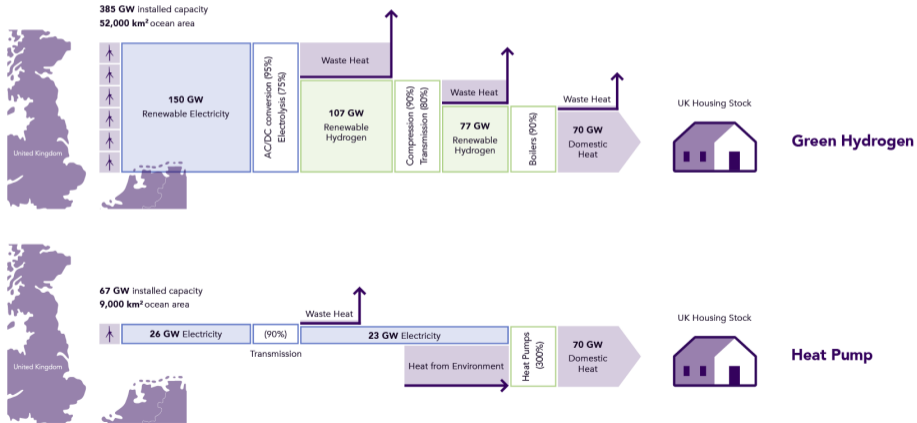 385 GW installed capacity
52,000 km² ocean area
United Kingdom
150 GW
Renewable Electricity
AC/DC conversion (95%)
Electrolysis (75%)
Waste Heat
107 GW
Renewable
Hydrogen
Compression (90%)
Transmission (80%)
Waste Heat
77 GW
Renewable
Hydrogen
Boilers (90%)
Waste Heat
70 GW
Domestic
Heat
UK Housing Stock
Green Hydrogen
67 GW installed capacity
9,000 km² ocean area
United Kingdom
26 GW Electricity
(90%)
Transmission
Waste Heat
23 GW Electricity
Heat from Environment
Heat Pumps
(300%)
70 GW
Domestic
Heat
UK Housing Stock
Heat Pump